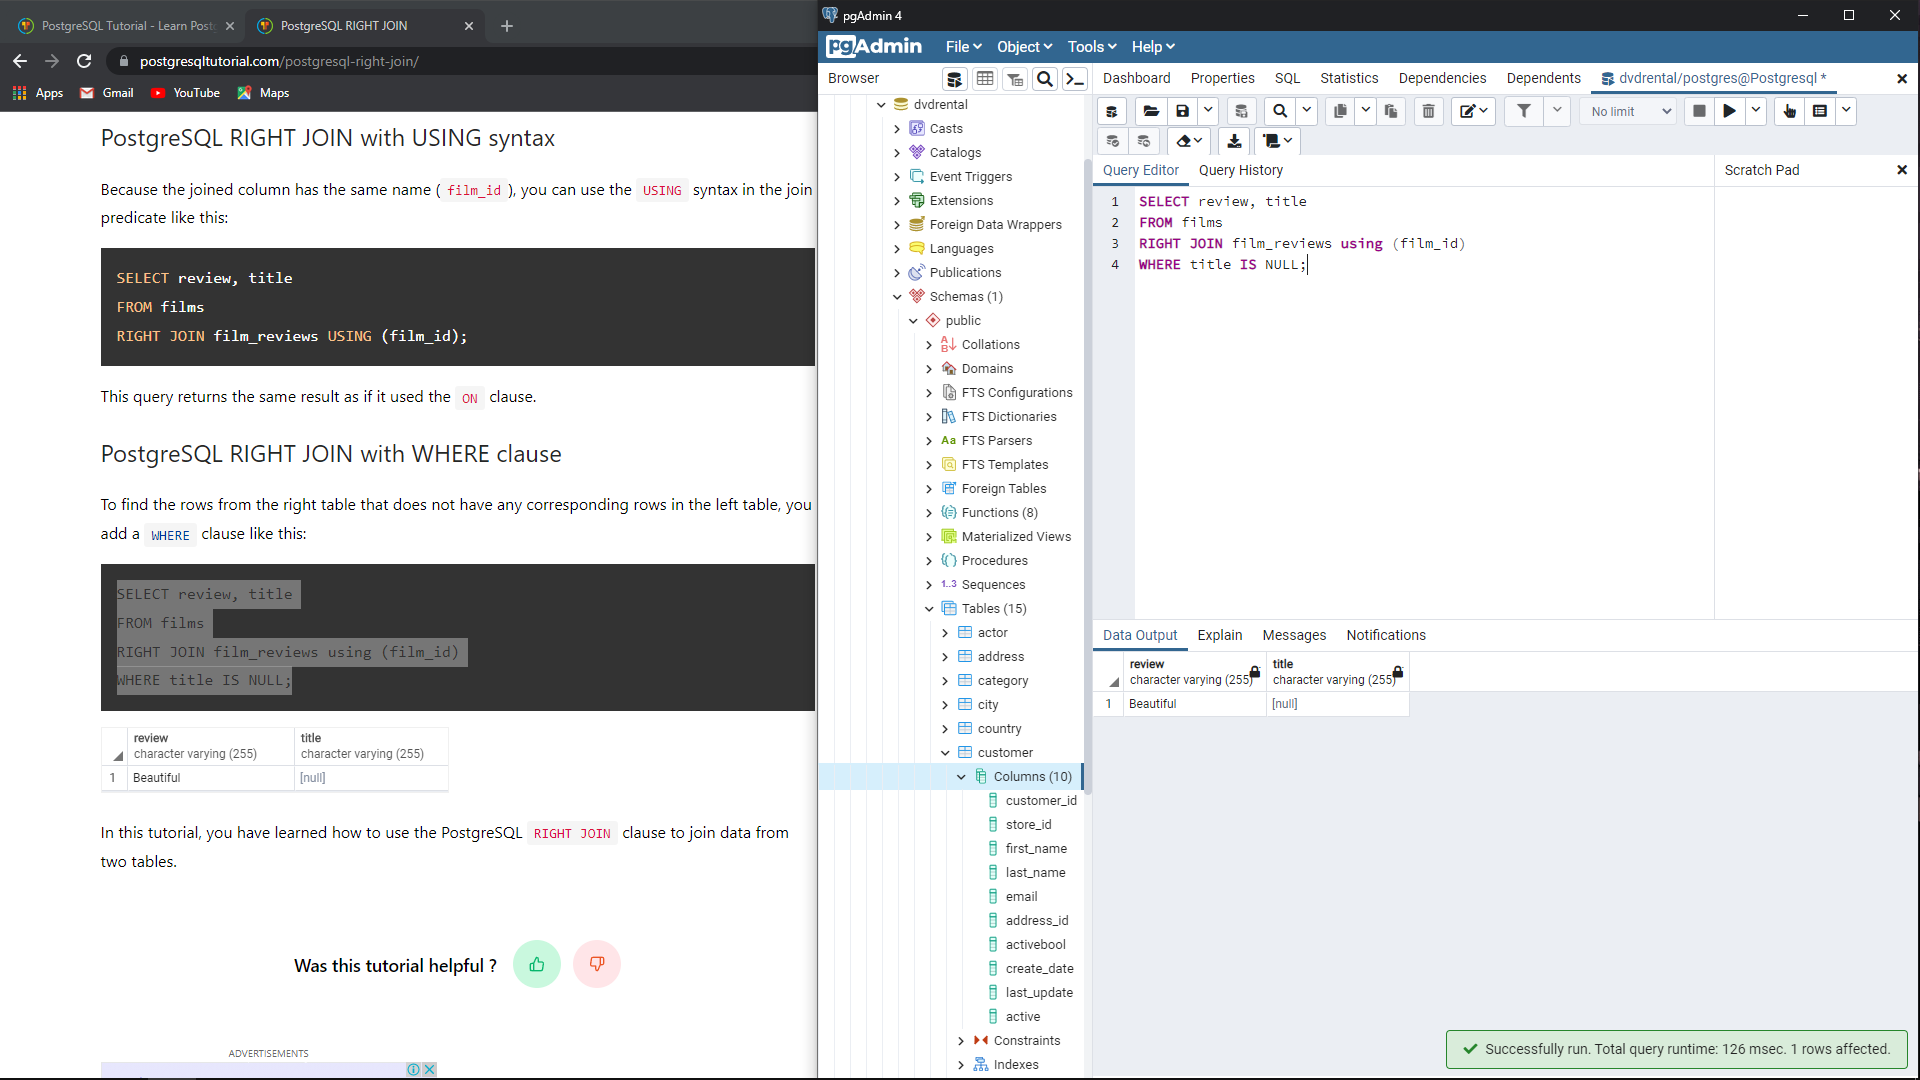 PostgreSQL Tutorial - Learn Post
PostgreSQL RIGHT JOIN
postgresqltutorial.com/postgresql-right-join/
Apps
Gmail
YouTube
Maps
PostgreSQL RIGHT JOIN with USING syntax
Because the joined column has the same name ( film_id ), you can use the USING syntax in the join
predicate like this:
SELECT review, title
FROM films
RIGHT JOIN film_reviews USING (film_id);
This query returns the same result as if it used the ON clause.
PostgreSQL RIGHT JOIN with WHERE clause
To find the rows from the right table that does not have any corresponding rows in the left table, you
add a WHERE clause like this:
SELECT review, title
FROM films
RIGHT JOIN film_reviews using (film_id)
WHERE title IS NULL;
review title
character varying (255) character varying (255)
1 Beautiful [null]
In this tutorial, you have learned how to use the PostgreSQL RIGHT JOIN clause to join data from
two tables.
Was this tutorial helpful ?
ADVERTISEMENTS
pgAdmin 4
pgAdmin File Object Tools Help
Browser
dvdrental
Casts
Catalogs
Event Triggers
Extensions
Foreign Data Wrappers
Languages
Publications
Schemas (1)
public
Collations
Domains
FTS Configurations
FTS Dictionaries
Aa FTS Parsers
FTS Templates
Foreign Tables
Functions (8)
Materialized Views
Procedures
1..3 Sequences
Tables (15)
actor
address
category
city
country
customer
Columns (10)
customer_id
store_id
first_name
last_name
email
address_id
activebool
create_date
last_update
active
Constraints
Indexes
Dashboard Properties SQL Statistics Dependencies Dependents dvdrental/postgres@Postgresql *
No limit
Query Editor Query History
Scratch Pad
1 SELECT review, title
2 FROM films
3 RIGHT JOIN film_reviews using (film_id)
4 WHERE title IS NULL;
Data Output Explain Messages Notifications
review title
character varying (255) character varying (255)
1 Beautiful [null]
Successfully run. Total query runtime: 126 msec. 1 rows affected.